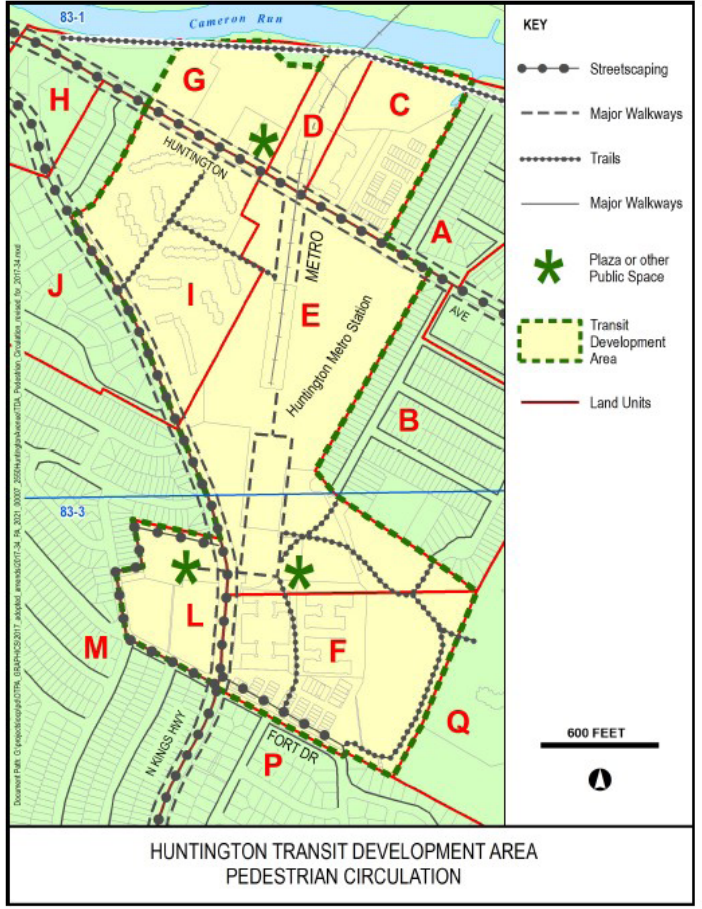 83-1
Cameron Run
KEY
Streetscaping
Major Walkways
Trails
Major Walkways
Plaza or other
Public Space
Transit
Development
Area
Land Units
G
H
D
C
HUNTINGTON
A
METRO
J
I
E
AVE
Huntington Metro Station
B
83-3
L
M
F
Q
N KINGS HWY
FORT DR
P
600 FEET
HUNTINGTON TRANSIT DEVELOPMENT AREA
PEDESTRIAN CIRCULATION